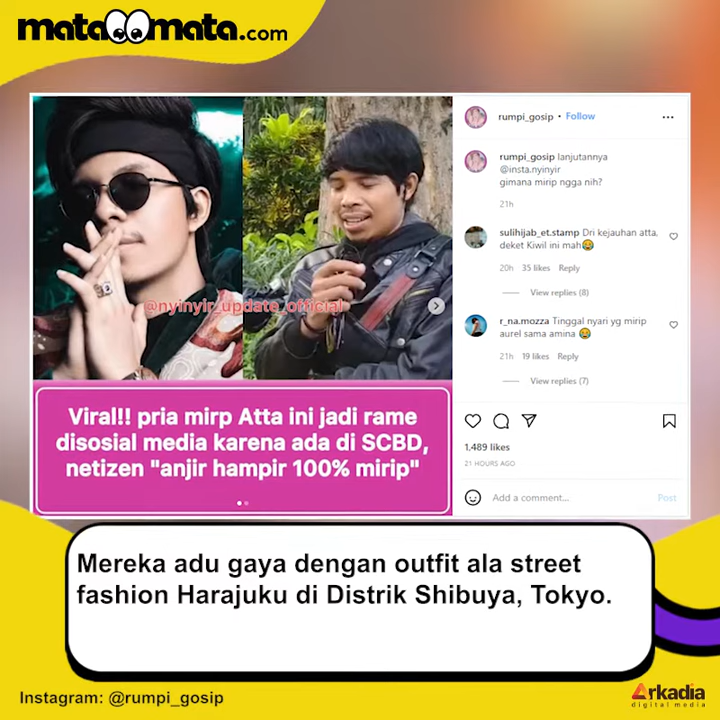 mata mata.com
rumpi_gosip • Follow
rumpi_gosip lanjutannya
@insta.nyinyir
gimana mirip ngga nih?
21h
sulihijab_et.stamp Dri kejauhan atta,
deket Kiwil ini mah😂
20h 35 likes Reply
View replies (8)
r_na.mozza Tinggal nyari yg mirip
aurel sama amina 😂
21h 19 likes Reply
View replies (7)
1,489 likes
21 HOURS AGO
Add a comment... Post
@nyinyir_update_official
Viral!! pria mirp Atta ini jadi rame
disosial media karena ada di SCBD,
netizen "anjir hampir 100% mirip"
Mereka adu gaya dengan outfit ala street
fashion Harajuku di Distrik Shibuya, Tokyo.
Instagram: @rumpi_gosip
Arkadia
digital media